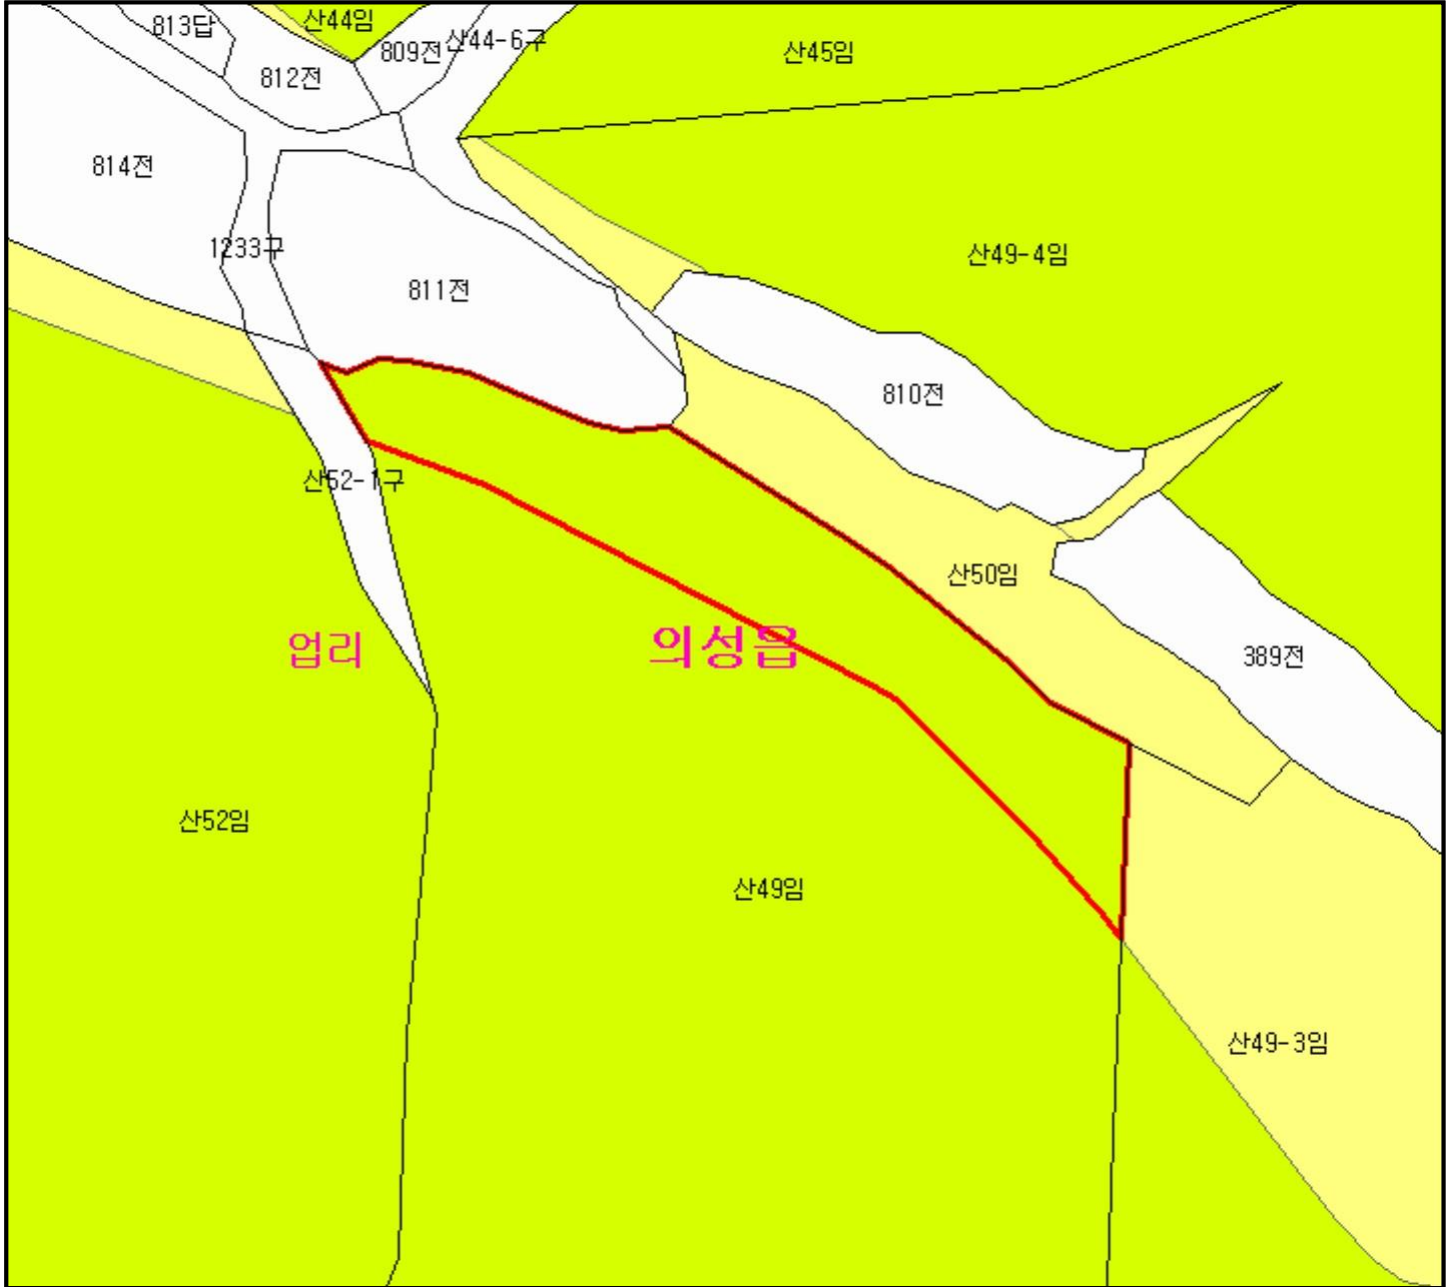 산44임
813답
809전
산44-6구
산45임
812전
814전
1233구
산49-4임
811전
810전
산52-1구
산50임
업리
의성읍
389전
산52임
산49임
산49-3임